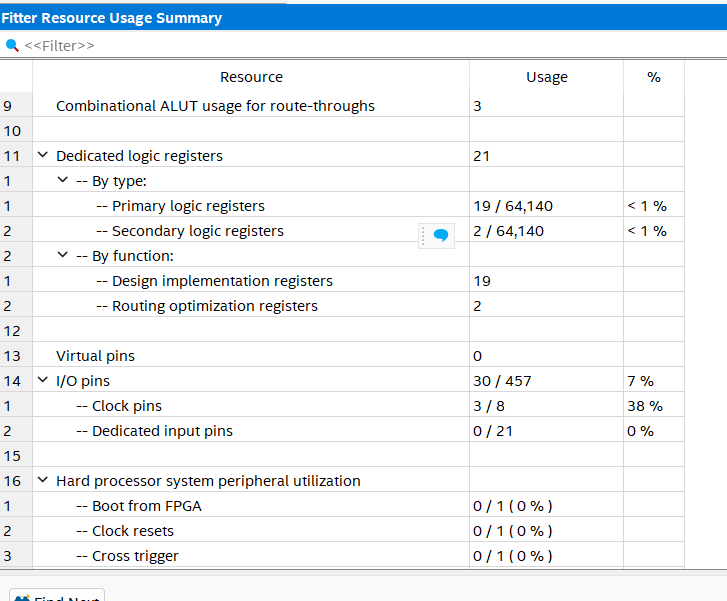 Fitter Resource Usage Summary
<<Filter>>
Resource Usage %
9 Combinational ALUT usage for route-throughs 3
10
11 Dedicated logic registers 21
1 -- By type:
1 -- Primary logic registers 19 / 64,140 < 1 %
2 -- Secondary logic registers 2 / 64,140 < 1 %
2 -- By function:
1 -- Design implementation registers 19
2 -- Routing optimization registers 2
12
13 Virtual pins 0
14 I/O pins 30 / 457 7 %
1 -- Clock pins 3 / 8 38 %
2 -- Dedicated input pins 0 / 21 0 %
15
16 Hard processor system peripheral utilization
1 -- Boot from FPGA 0 / 1 ( 0 % )
2 -- Clock resets 0 / 1 ( 0 % )
3 -- Cross trigger 0 / 1 ( 0 % )
Find Next